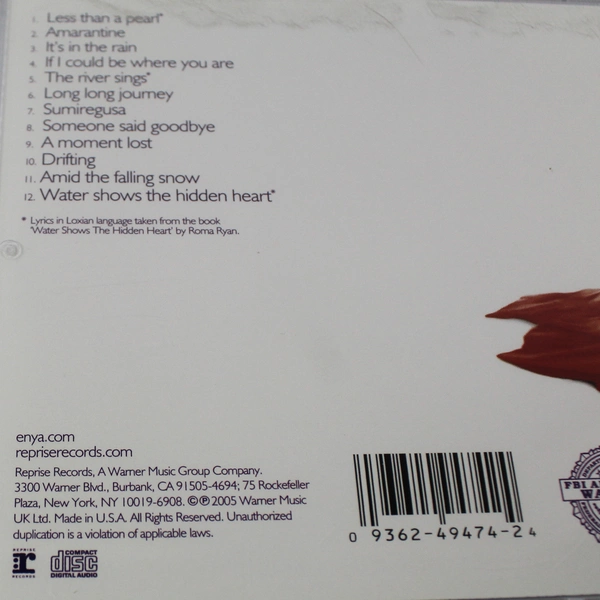 1. Less than a pearl*
2. Amarantine
3. It's in the rain
4. If I could be where you are
5. The river sings*
6. Long long journey
7. Sumiregusa
8. Someone said goodbye
9. A moment lost
10. Drifting
11. Amid the falling snow
12. Water shows the hidden heart*
* Lyrics in Loxian language taken from the book
'Water Shows The Hidden Heart' by Roma Ryan.
enya.com
repriserecords.com
Reprise Records, A Warner Music Group Company.
3300 Warner Blvd., Burbank, CA 91505-4694; 75 Rockefeller
Plaza, New York, NY 10019-6908. ©℗ 2005 Warner Music
UK Ltd. Made in U.S.A. All Rights Reserved. Unauthorized
duplication is a violation of applicable laws.
REPRISE
r
RECORDS
COMPACT
disc
DIGITAL AUDIO
0 9362-49474-2 4
FBI